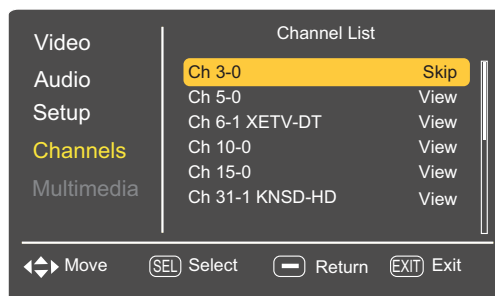 Video
Audio
Setup
Channels
Multimedia
Channel List
Ch 3-0 Skip
Ch 5-0 View
Ch 6-1 XETV-DT View
Ch 10-0 View
Ch 15-0 View
Ch 31-1 KNSD-HD View
Move SEL Select Return EXIT Exit